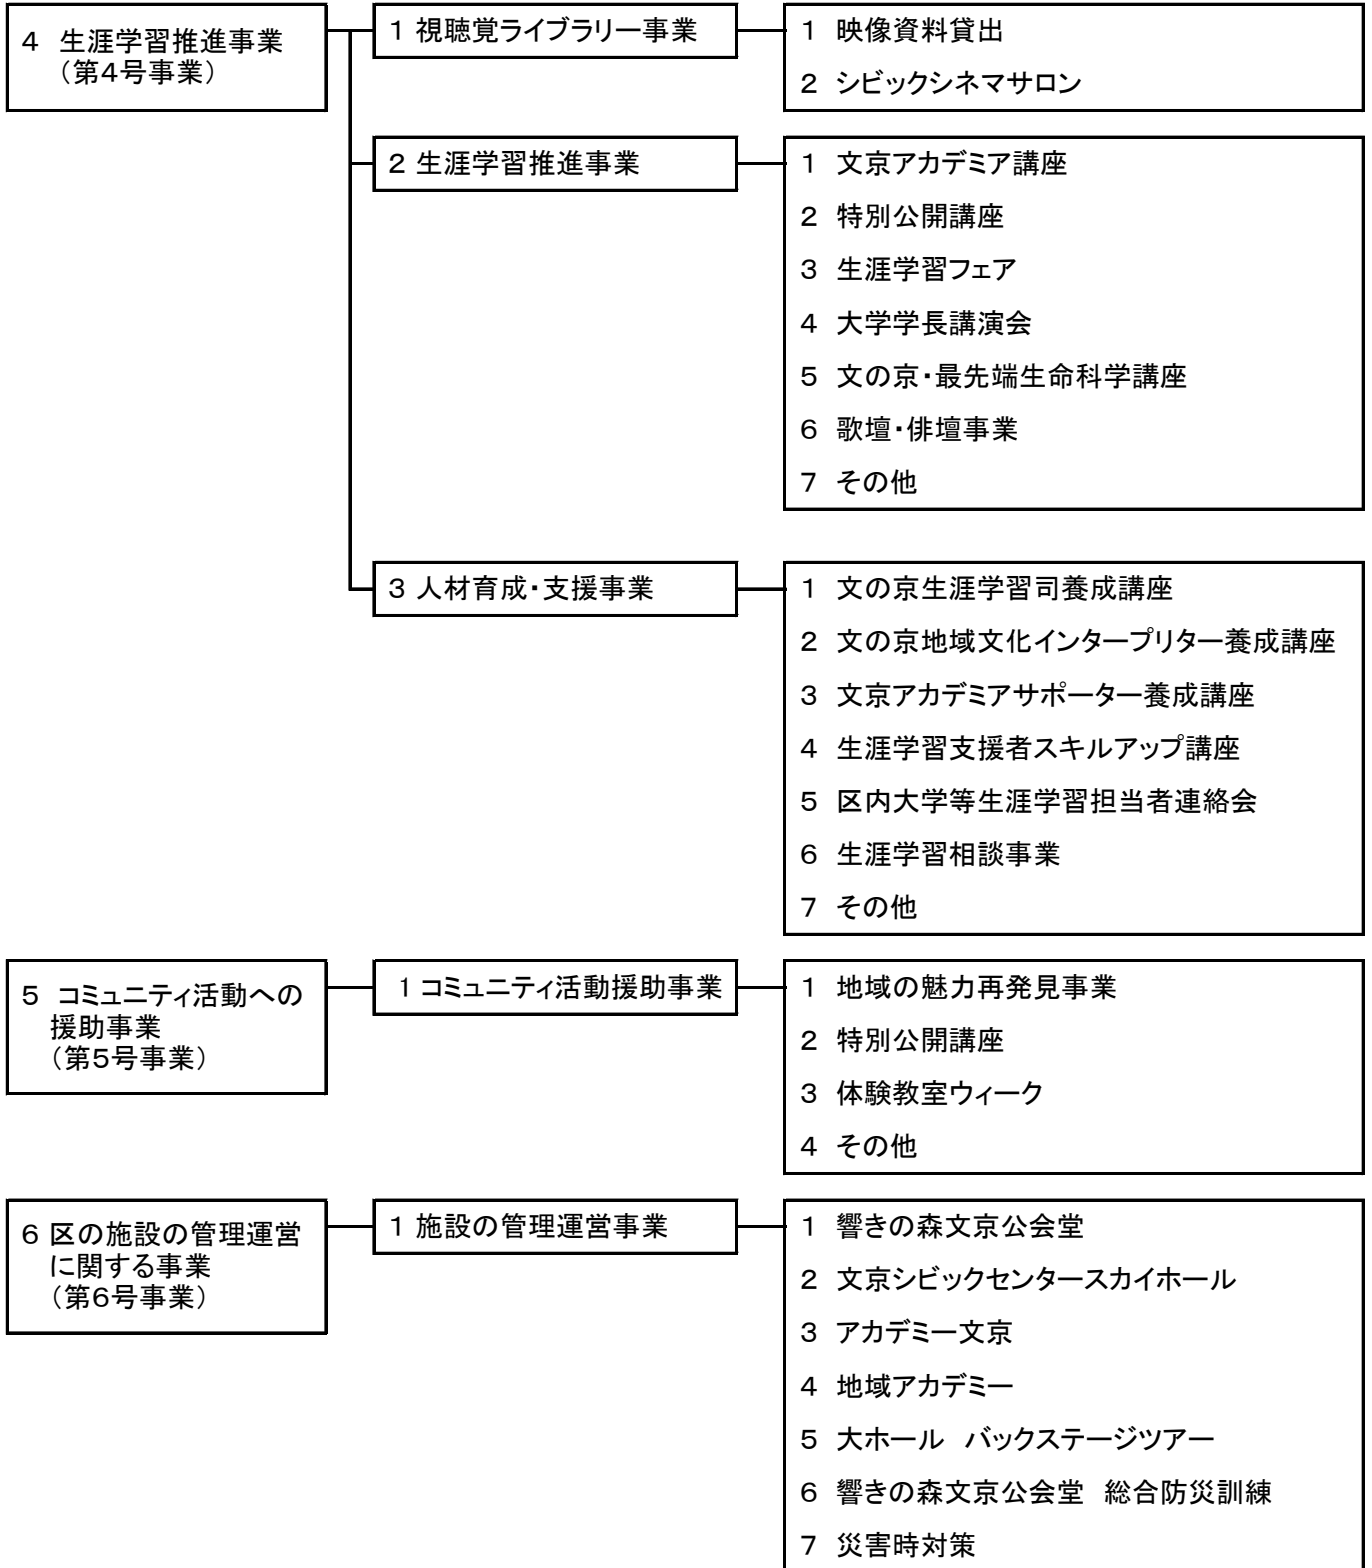 4　生涯学習推進事業
（第4号事業）
1 視聴覚ライブラリー事業
1　映像資料貸出
2　シビックシネマサロン
2 生涯学習推進事業
1　文京アカデミア講座
2　特別公開講座
3　生涯学習フェア
4　大学学長講演会
5　文の京・最先端生命科学講座
6　歌壇・俳壇事業
7　その他
3 人材育成・支援事業
1　文の京生涯学習司養成講座
2　文の京地域文化インタープリター養成講座
3　文京アカデミアサポーター養成講座
4　生涯学習支援者スキルアップ講座
5　区内大学等生涯学習担当者連絡会
6　生涯学習相談事業
7　その他
5　コミュニティ活動への
援助事業
（第5号事業）
1 コミュニティ活動援助事業
1　地域の魅力再発見事業
2　特別公開講座
3　体験教室ウィーク
4　その他
6 区の施設の管理運営
に関する事業
（第6号事業）
1 施設の管理運営事業
1　響きの森文京公会堂
2　文京シビックセンタースカイホール
3　アカデミー文京
4　地域アカデミー
5　大ホール　バックステージツアー
6　響きの森文京公会堂　総合防災訓練
7　災害時対策